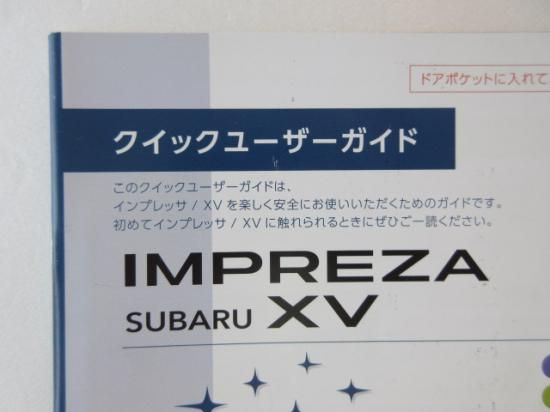 ドアポケットに入れて
クイックユーザーガイド
このクイックユーザーガイドは、
インプレッサ / XV を楽しく安全にお使いいただくためのガイドです。
初めてインプレッサ / XV に触れられるときにぜひご一読ください。
IMPREZA
SUBARU XV